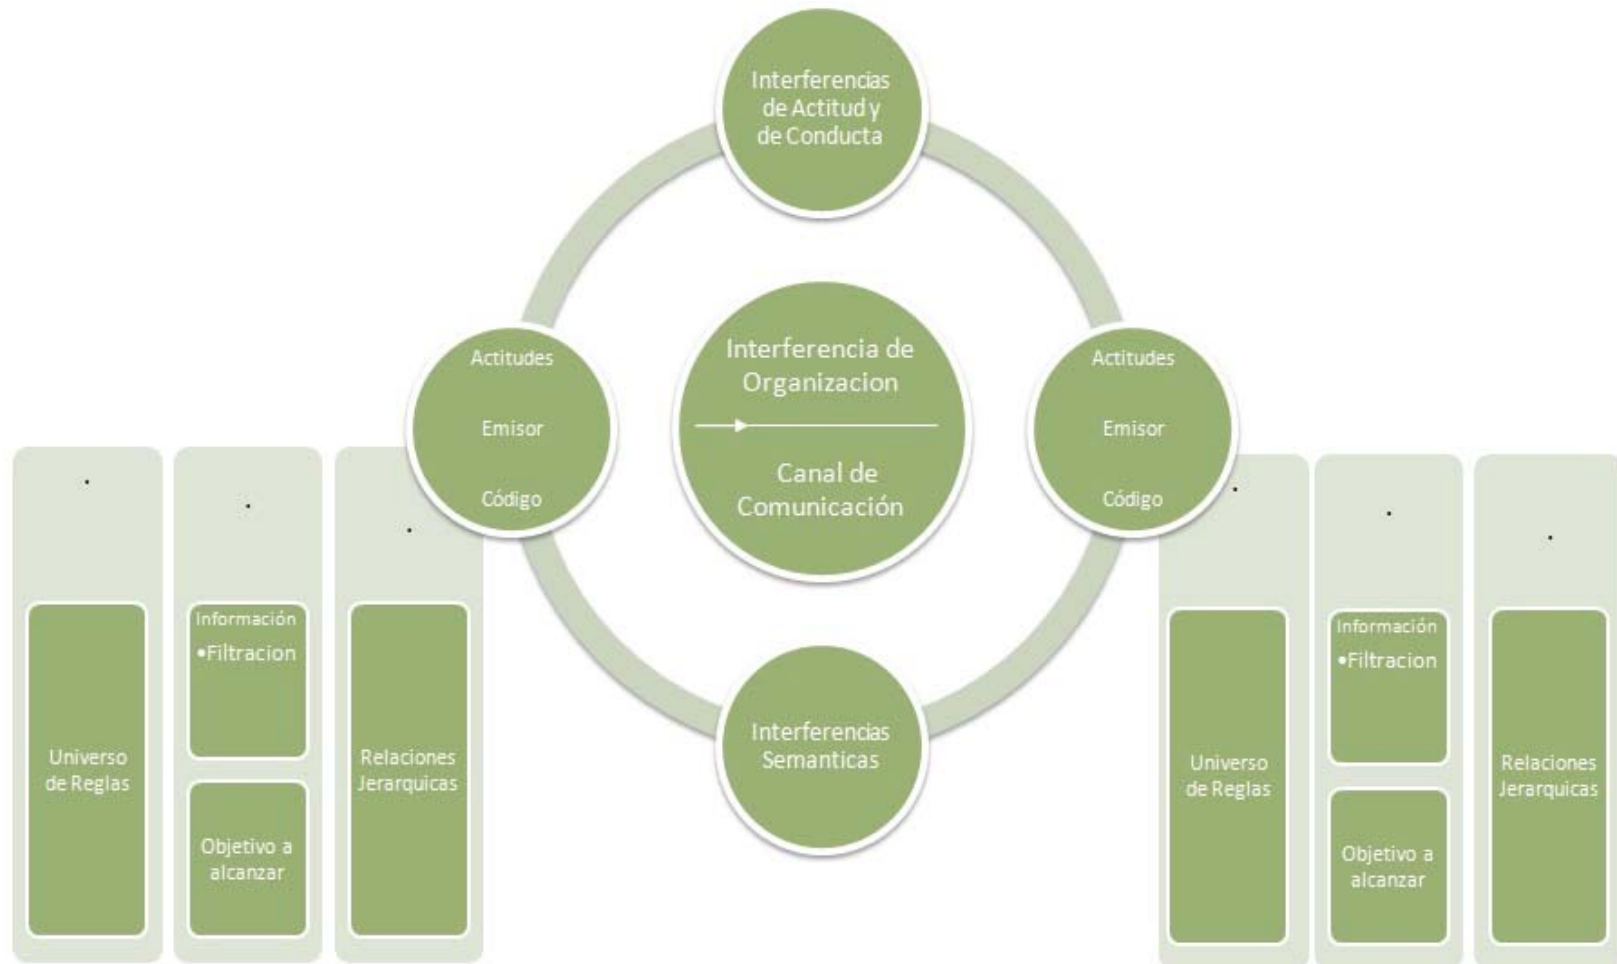 Interferencias
de Actitud y
de Conducta
Actitudes
Emisor
Código
Interferencia de
Organizacion
Canal de
Comunicación
Actitudes
Emisor
Código
Interferencias
Semanticas
Universo
de Reglas
Información
•Filtracion
Objetivo a
alcanzar
Relaciones
Jerarquicas
Universo
de Reglas
Información
•Filtracion
Objetivo a
alcanzar
Relaciones
Jerarquicas